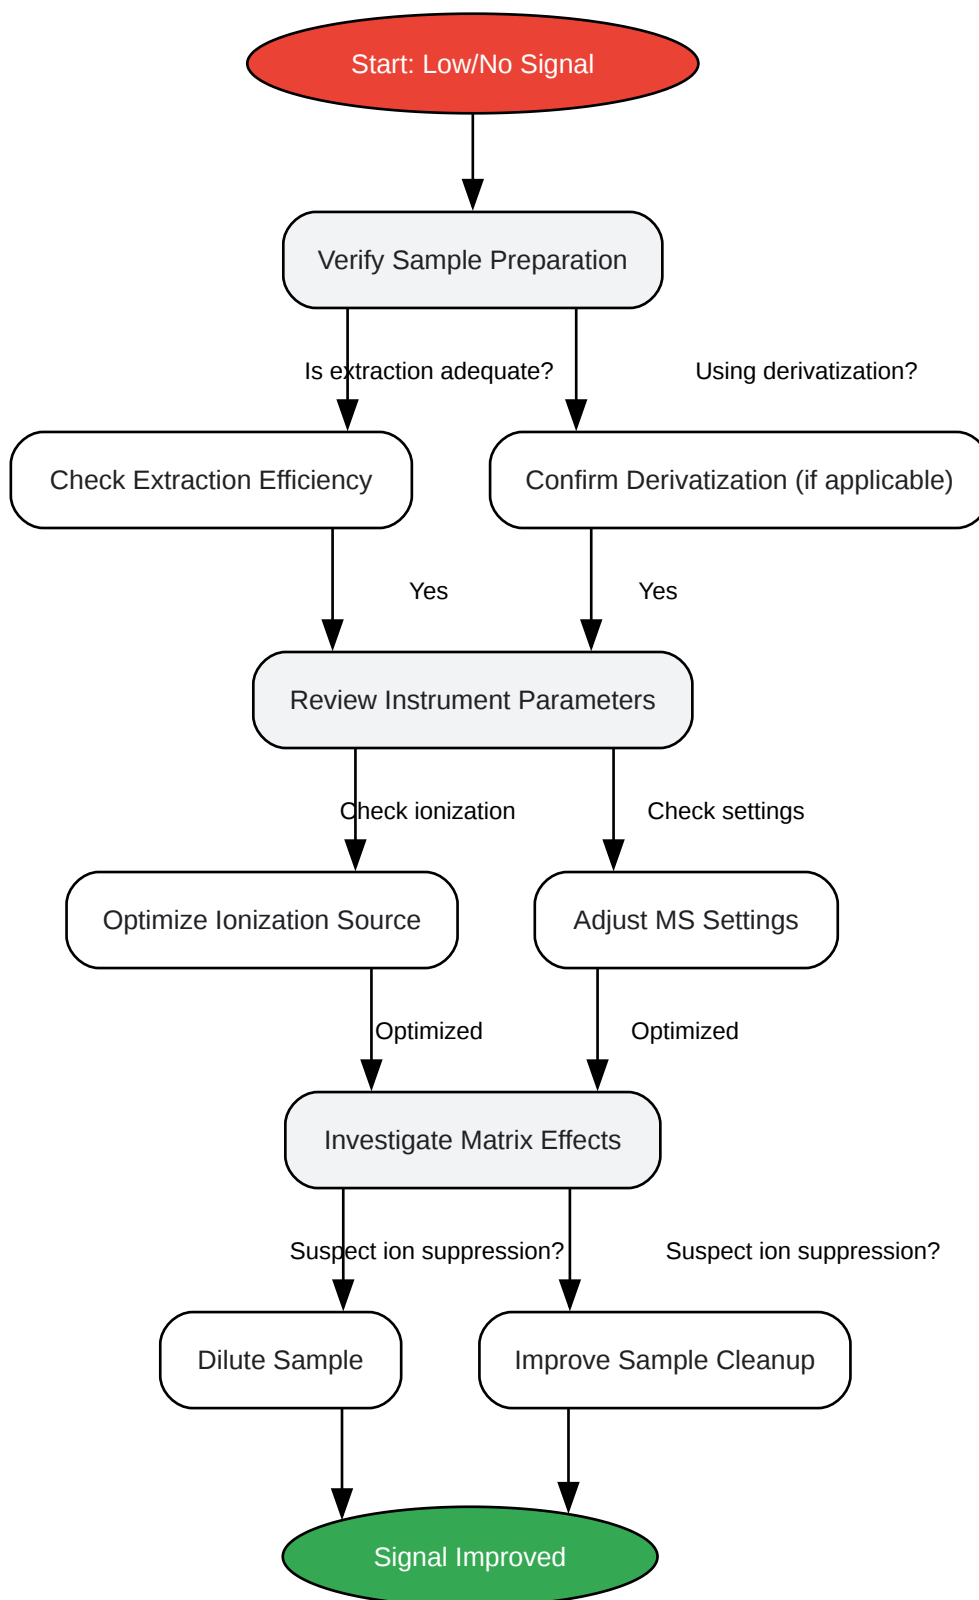 Start: Low/No Signal
Verify Sample Preparation
Is extraction adequate?
Using derivatization?
Check Extraction Efficiency
Confirm Derivatization (if applicable)
Yes
Yes
Review Instrument Parameters
Check ionization
Check settings
Optimize Ionization Source
Adjust MS Settings
Optimized
Optimized
Investigate Matrix Effects
Suspect ion suppression?
Suspect ion suppression?
Dilute Sample
Improve Sample Cleanup
Signal Improved